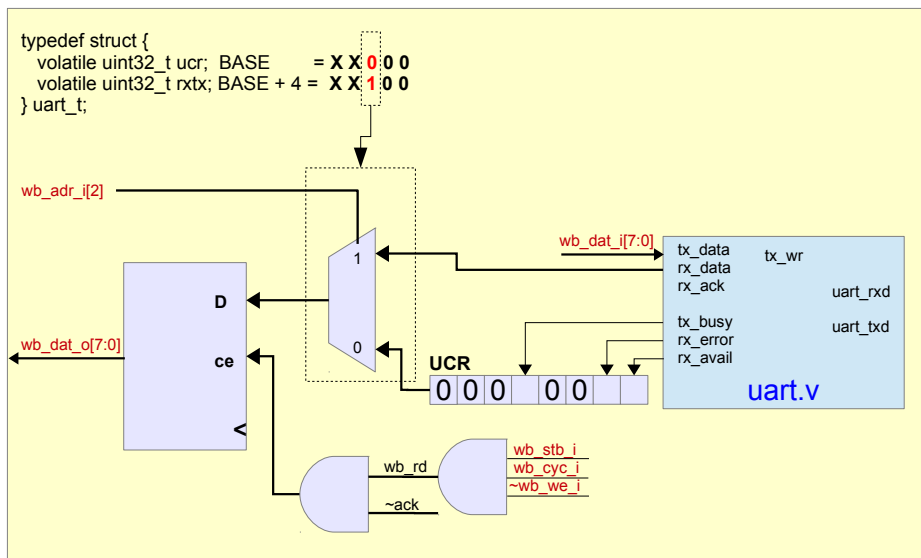 typedef struct {
volatile uint32_t ucr; BASE = X X 0 0 0
volatile uint32_t rxtx; BASE + 4 = X X 1 0 0
} uart_t;
wb_adr_i[2]
1
0
wb_dat_i[7:0]
tx_data
rx_data
rx_ack
tx_busy
rx_error
rx_avail
tx_wr
uart_rxd
uart_txd
uart.v
D
ce
<
wb_dat_o[7:0]
UCR
0 0 0 0 0
wb_rd
~ack
wb_stb_i
wb_cyc_i
~wb_we_i